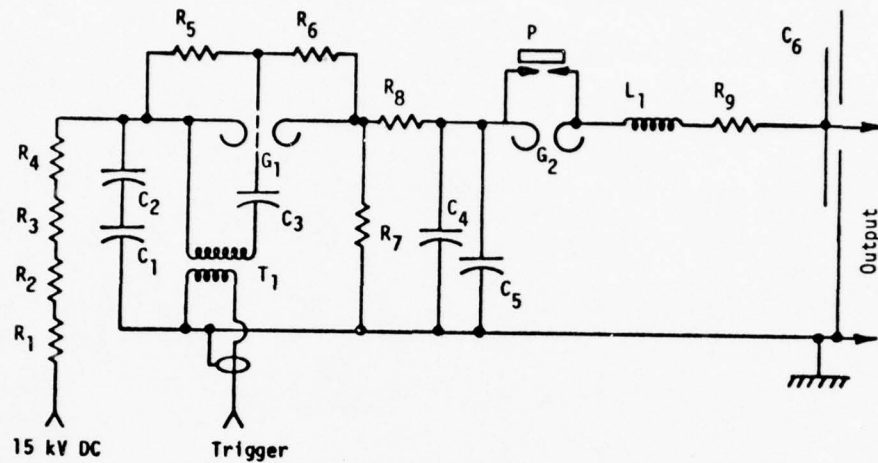 R5
R6
P
C6
R8
L1
R9
R4
G1
G2
C2
C3
R3
C4
R7
C1
R2
T1
C5
R1
Output
15 kV DC
Trigger